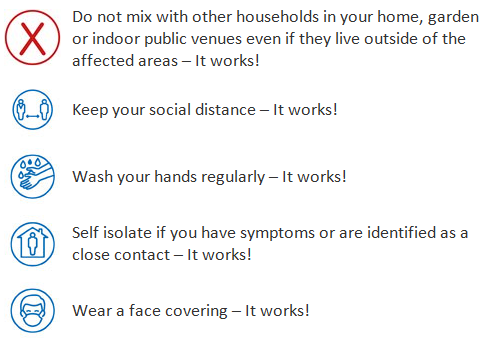 Do not mix with other households in your home, garden
or indoor public venues even if they live outside of the
affected areas – It works!
Keep your social distance – It works!
Wash your hands regularly – It works!
Self isolate if you have symptoms or are identified as a
close contact – It works!
Wear a face covering – It works!